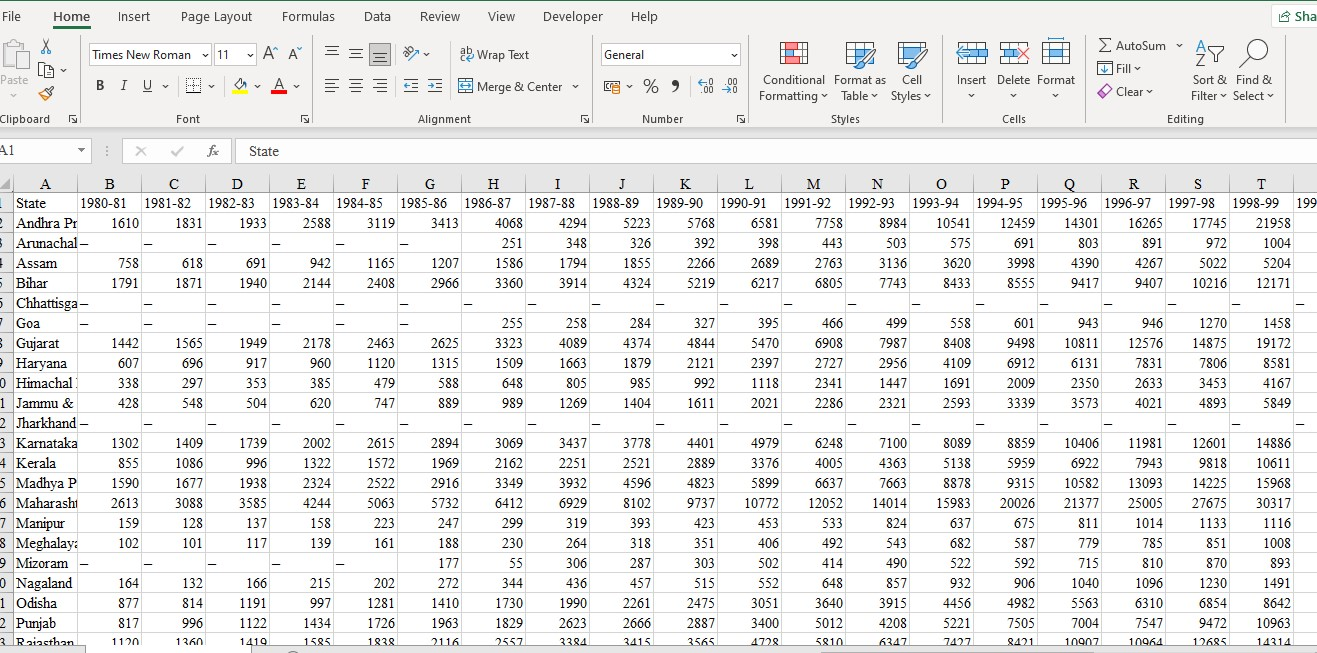 File Home Insert Page Layout Formulas Data Review View Developer Help Sha
Times New Roman 11 A A Wrap Text General AutoSum
Paste B I U A Merge & Center % Conditional Formatting Format as Table Cell Styles Insert Delete Format Fill Clear Sort & Filter Find & Select
Clipboard Font Alignment Number Styles Cells Editing
A1 fx State
A B C D E F G H I J K L M N O P Q R S T
State 1980-81 1981-82 1982-83 1983-84 1984-85 1985-86 1986-87 1987-88 1988-89 1989-90 1990-91 1991-92 1992-93 1993-94 1994-95 1995-96 1996-97 1997-98 1998-99 199
Andhra Pr 1610 1831 1933 2588 3119 3413 4068 4294 5223 5768 6581 7758 8984 10541 12459 14301 16265 17745 21958
Arunachal – – – – – – 251 348 326 392 398 443 503 575 691 803 891 972 1004
Assam 758 618 691 942 1165 1207 1586 1794 1855 2266 2689 2763 3136 3620 3998 4390 4267 5022 5204
Bihar 1791 1871 1940 2144 2408 2966 3360 3914 4324 5219 6217 6805 7743 8433 8555 9417 9407 10216 12171
Chhattisga – – – – – – – – – – – – – – – – – – – –
Goa – – – – – – 255 258 284 327 395 466 499 558 601 943 946 1270 1458
Gujarat 1442 1565 1949 2178 2463 2625 3323 4089 4374 4844 5470 6908 7987 8408 9498 10811 12576 14875 19172
Haryana 607 696 917 960 1120 1315 1509 1663 1879 2121 2397 2727 2956 4109 6912 6131 7831 7806 8581
Himachal 338 297 353 385 479 588 648 805 985 992 1118 2341 1447 1691 2009 2350 2633 3453 4167
Jammu & 428 548 504 620 747 889 989 1269 1404 1611 2021 2286 2321 2593 3339 3573 4021 4893 5849
Jharkhand – – – – – – – – – – – – – – – – – – – –
Karnataka 1302 1409 1739 2002 2615 2894 3069 3437 3778 4401 4979 6248 7100 8089 8859 10406 11981 12601 14886
Kerala 855 1086 996 1322 1572 1969 2162 2251 2521 2889 3376 4005 4363 5138 5959 6922 7943 9818 10611
Madhya P 1590 1677 1938 2324 2522 2916 3349 3932 4596 4823 5899 6637 7663 8878 9315 10582 13093 14225 15968
Maharasht 2613 3088 3585 4244 5063 5732 6412 6929 8102 9737 10772 12052 14014 15983 20026 21377 25005 27675 30317
Manipur 159 128 137 158 223 247 299 319 393 423 453 533 824 637 675 811 1014 1133 1116
Meghalaya 102 101 117 139 161 188 230 264 318 351 406 492 543 682 587 779 785 851 1008
Mizoram – – – – – 177 55 306 287 303 502 414 490 522 592 715 810 870 893
Nagaland 164 132 166 215 202 272 344 436 457 515 552 648 857 932 906 1040 1096 1230 1491
Odisha 877 814 1191 997 1281 1410 1730 1990 2261 2475 3051 3640 3915 4456 4982 5563 6310 6854 8642
Punjab 817 996 1122 1434 1726 1963 1829 2623 2666 2887 3400 5012 4208 5221 7505 7004 7547 9472 10963
Rajasthan 1120 1360 1419 1585 1838 2116 2557 3384 3415 3565 4728 5810 6347 7427 8421 10907 10964 12685 14314